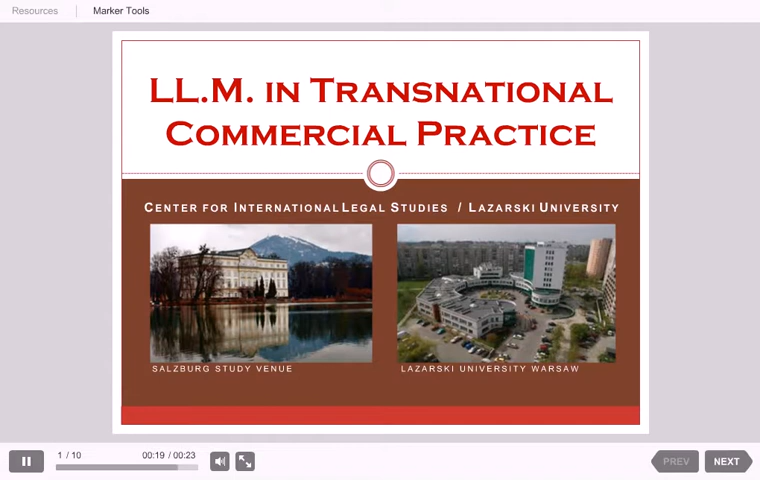 Resources
Marker Tools
LL.M. IN TRANSNATIONAL
COMMERCIAL PRACTICE
CENTER FOR INTERNATIONAL LEGAL STUDIES / LAZARSKI UNIVERSITY
SALZBURG STUDY VENUE
LAZARSKI UNIVERSITY WARSAW
1 / 10
00:19 / 00:23
PREV
NEXT